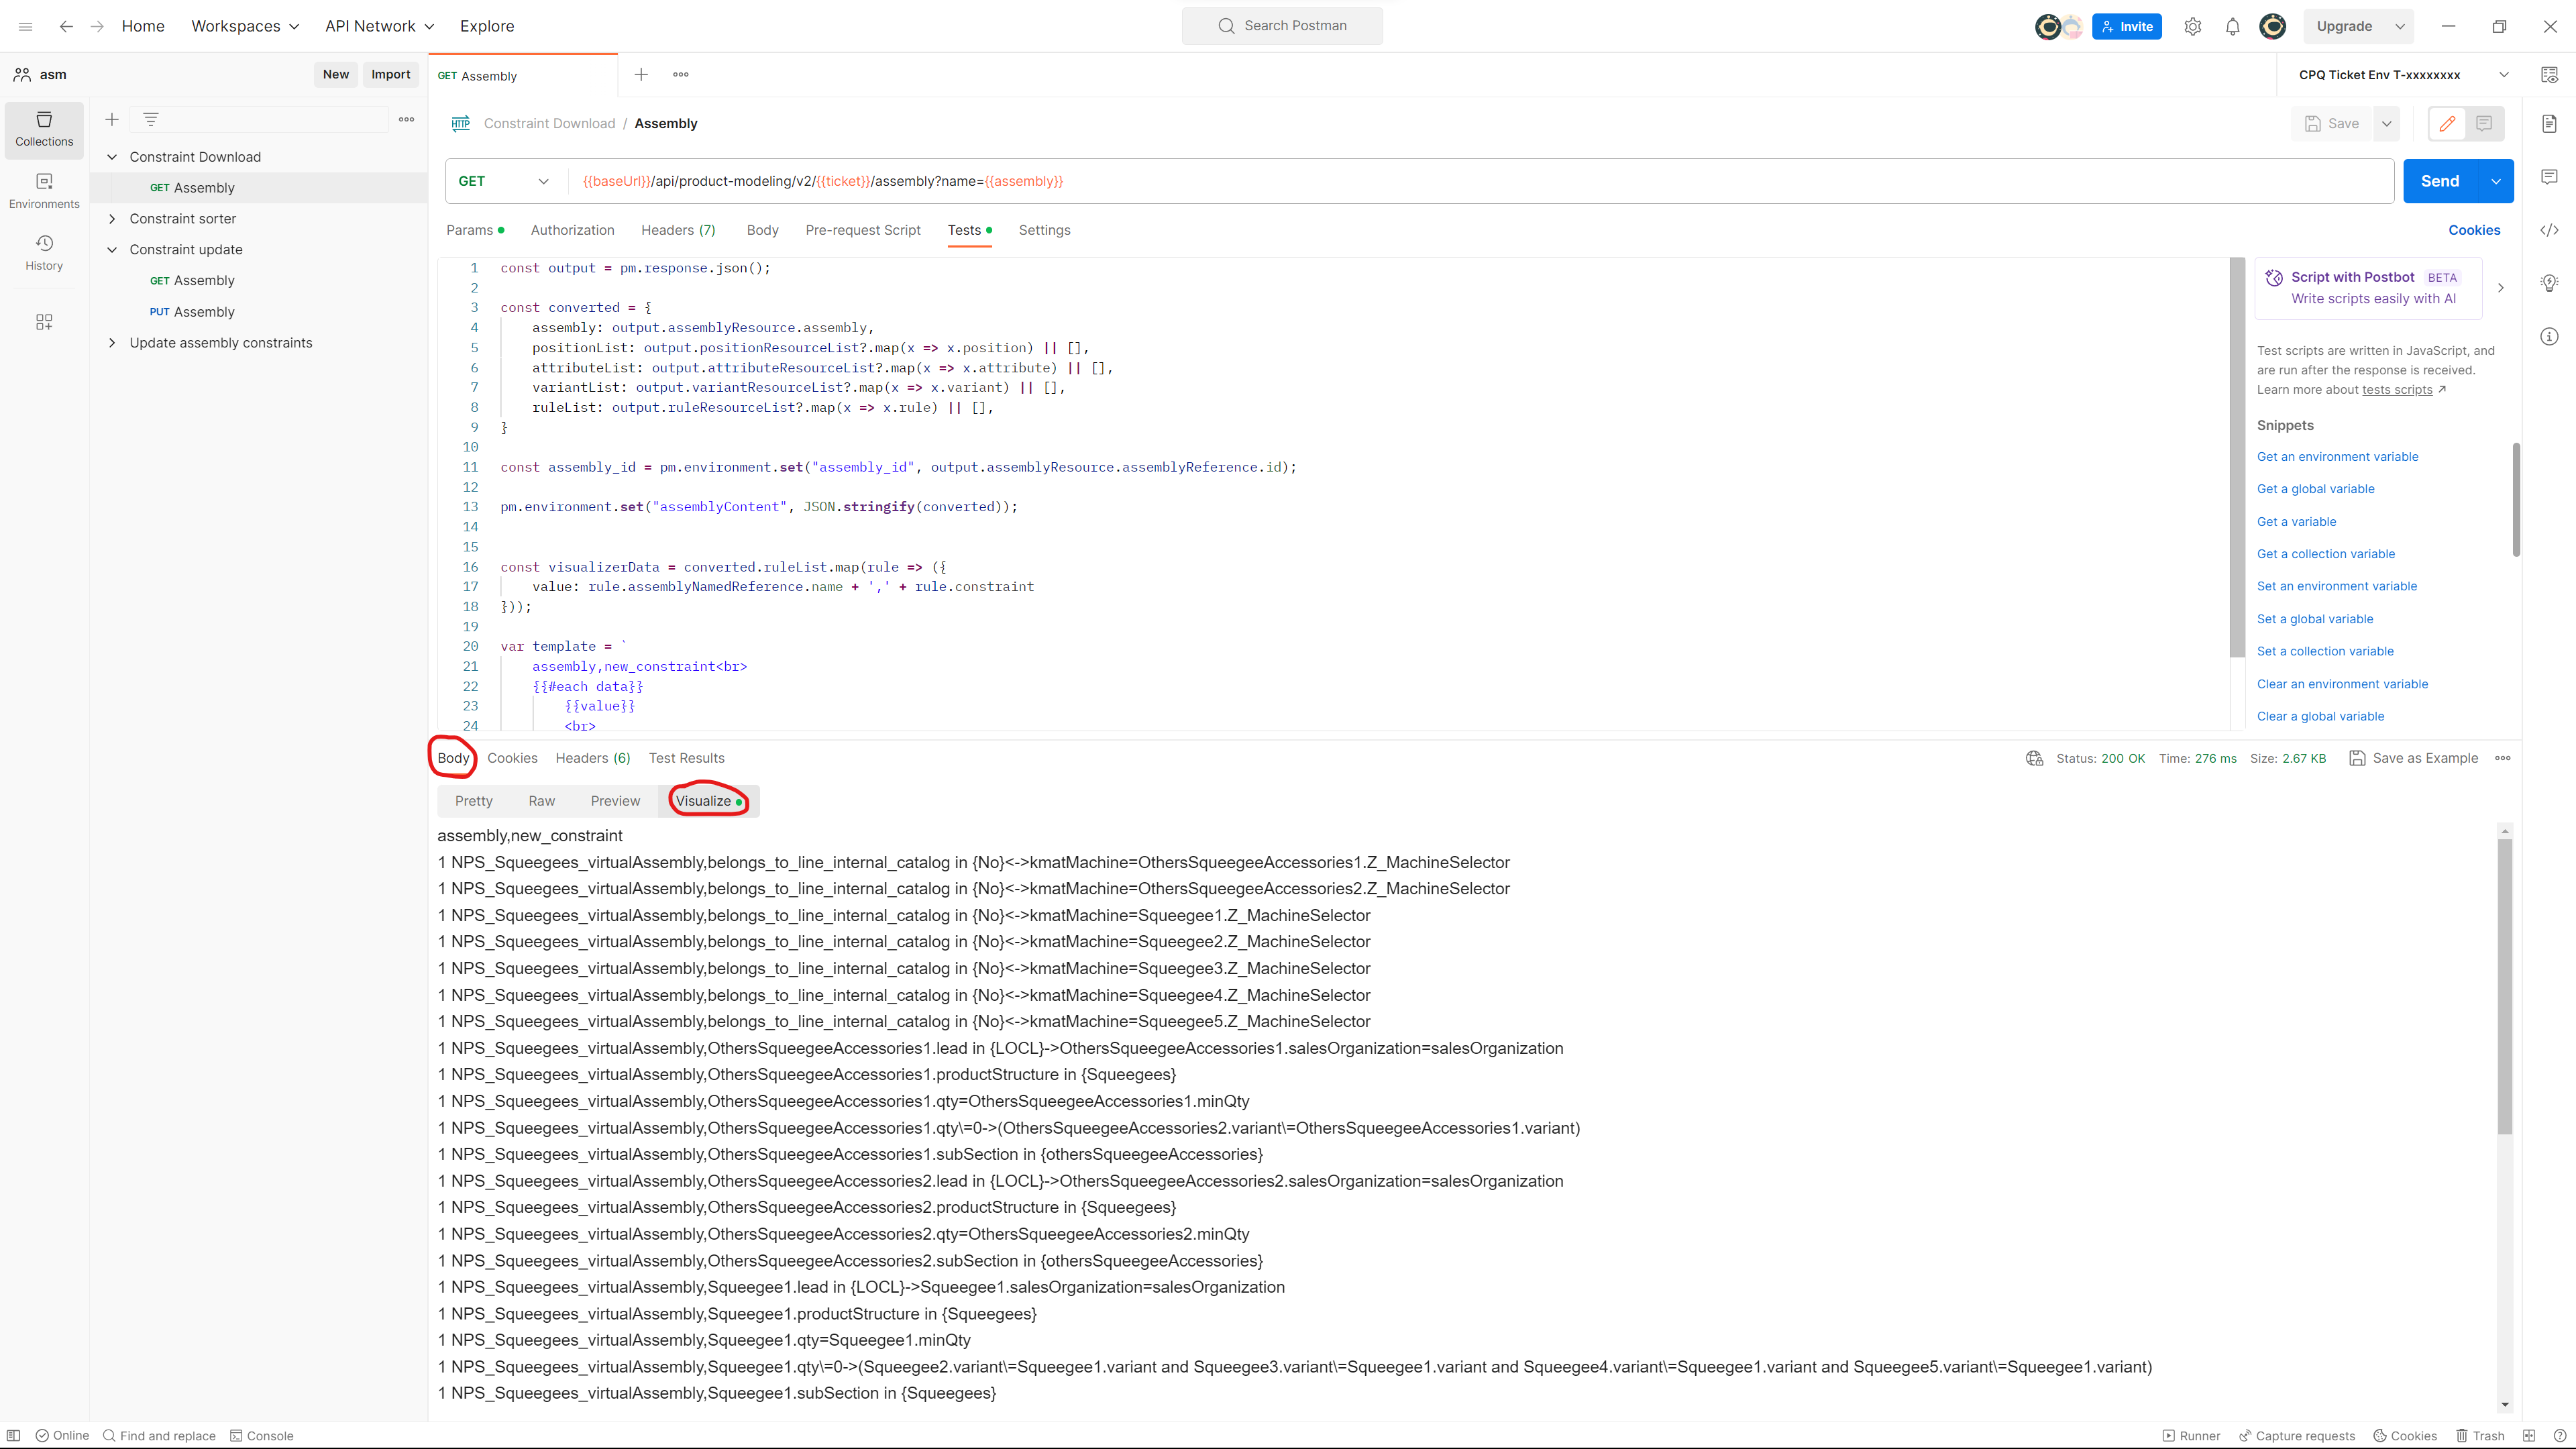 Home
Workspaces
API Network
Explore
Search Postman
Invite
Upgrade
asm
New
Import
GET Assembly
CPQ Ticket Env T-xxxxxxxx
Collections
Environments
History
Constraint Download
GET Assembly
Constraint sorter
Constraint update
GET Assembly
PUT Assembly
Update assembly constraints
HTTP
Constraint Download / Assembly
Save
GET
{{baseUrl}}/api/product-modeling/v2/{{ticket}}/assembly?name={{assembly}}
Send
Params
Authorization
Headers (7)
Body
Pre-request Script
Tests
Settings
Cookies
1 const output = pm.response.json();
2
3 const converted = {
4 assembly: output.assemblyResource.assembly,
5 positionList: output.positionResourceList?.map(x => x.position) || [],
6 attributeList: output.attributeResourceList?.map(x => x.attribute) || [],
7 variantList: output.variantResourceList?.map(x => x.variant) || [],
8 ruleList: output.ruleResourceList?.map(x => x.rule) || [],
9 }
10
11 const assembly_id = pm.environment.set("assembly_id", output.assemblyResource.assemblyReference.id);
12
13 pm.environment.set("assemblyContent", JSON.stringify(converted));
14
15
16 const visualizerData = converted.ruleList.map(rule => ({
17 value: rule.assemblyNamedReference.name + ',' + rule.constraint
18 }));
19
20 var template = `
21 assembly,new_constraint<br>
22 {{#each data}}
23 {{value}}
24 <br>
Script with Postbot BETA
Write scripts easily with AI
Test scripts are written in JavaScript, and
are run after the response is received.
Learn more about tests scripts ↗
Snippets
Get an environment variable
Get a global variable
Get a variable
Get a collection variable
Set an environment variable
Set a global variable
Set a collection variable
Clear an environment variable
Clear a global variable
Body
Cookies
Headers (6)
Test Results
Status: 200 OK
Time: 276 ms
Size: 2.67 KB
Save as Example
Pretty
Raw
Preview
Visualize
assembly,new_constraint
1 NPS_Squeegees_virtualAssembly,belongs_to_line_internal_catalog in {No}<->kmatMachine=OthersSqueegeeAccessories1.Z_MachineSelector
1 NPS_Squeegees_virtualAssembly,belongs_to_line_internal_catalog in {No}<->kmatMachine=OthersSqueegeeAccessories2.Z_MachineSelector
1 NPS_Squeegees_virtualAssembly,belongs_to_line_internal_catalog in {No}<->kmatMachine=Squeegee1.Z_MachineSelector
1 NPS_Squeegees_virtualAssembly,belongs_to_line_internal_catalog in {No}<->kmatMachine=Squeegee2.Z_MachineSelector
1 NPS_Squeegees_virtualAssembly,belongs_to_line_internal_catalog in {No}<->kmatMachine=Squeegee3.Z_MachineSelector
1 NPS_Squeegees_virtualAssembly,belongs_to_line_internal_catalog in {No}<->kmatMachine=Squeegee4.Z_MachineSelector
1 NPS_Squeegees_virtualAssembly,belongs_to_line_internal_catalog in {No}<->kmatMachine=Squeegee5.Z_MachineSelector
1 NPS_Squeegees_virtualAssembly,OthersSqueegeeAccessories1.lead in {LOCL}->OthersSqueegeeAccessories1.salesOrganization=salesOrganization
1 NPS_Squeegees_virtualAssembly,OthersSqueegeeAccessories1.productStructure in {Squeegees}
1 NPS_Squeegees_virtualAssembly,OthersSqueegeeAccessories1.qty=OthersSqueegeeAccessories1.minQty
1 NPS_Squeegees_virtualAssembly,OthersSqueegeeAccessories1.qty\=0->(OthersSqueegeeAccessories2.variant\=OthersSqueegeeAccessories1.variant)
1 NPS_Squeegees_virtualAssembly,OthersSqueegeeAccessories1.subSection in {othersSqueegeeAccessories}
1 NPS_Squeegees_virtualAssembly,OthersSqueegeeAccessories2.lead in {LOCL}->OthersSqueegeeAccessories2.salesOrganization=salesOrganization
1 NPS_Squeegees_virtualAssembly,OthersSqueegeeAccessories2.productStructure in {Squeegees}
1 NPS_Squeegees_virtualAssembly,OthersSqueegeeAccessories2.qty=OthersSqueegeeAccessories2.minQty
1 NPS_Squeegees_virtualAssembly,OthersSqueegeeAccessories2.subSection in {othersSqueegeeAccessories}
1 NPS_Squeegees_virtualAssembly,Squeegee1.lead in {LOCL}->Squeegee1.salesOrganization=salesOrganization
1 NPS_Squeegees_virtualAssembly,Squeegee1.productStructure in {Squeegees}
1 NPS_Squeegees_virtualAssembly,Squeegee1.qty=Squeegee1.minQty
1 NPS_Squeegees_virtualAssembly,Squeegee1.qty\=0->(Squeegee2.variant\=Squeegee1.variant and Squeegee3.variant\=Squeegee1.variant and Squeegee4.variant\=Squeegee1.variant and Squeegee5.variant\=Squeegee1.variant)
1 NPS_Squeegees_virtualAssembly,Squeegee1.subSection in {Squeegees}
Online
Find and replace
Console
Runner
Capture requests
Cookies
Trash